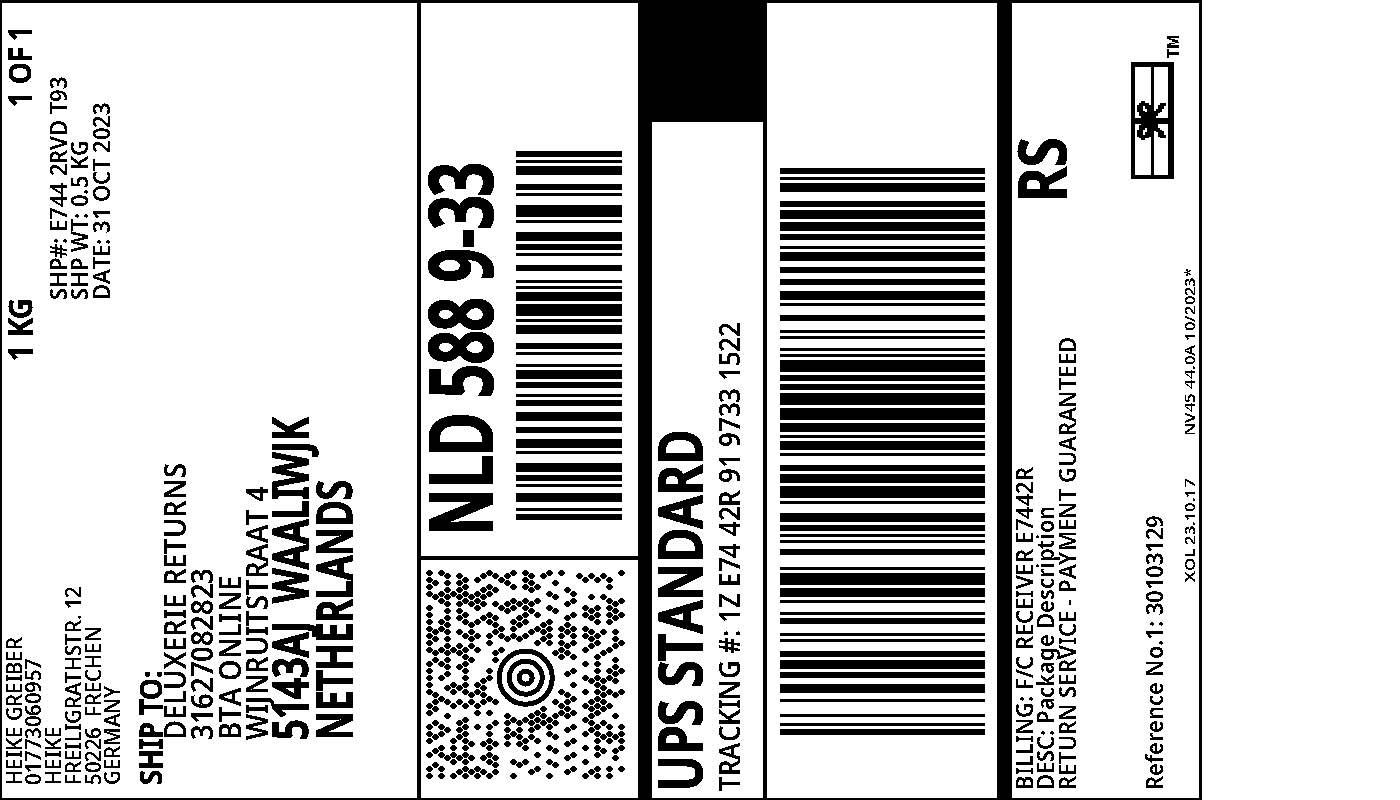 HEIKE GREIBER
01773060957
HEIKE
FREILIGRATHSTR. 12
50226 FRECHEN
GERMANY
1 KG
1 OF 1
SHP#: E744 2RVD T93
SHP WT: 0.5 KG
DATE: 31 OCT 2023
SHIP TO:
DELUXERIE RETURNS
31627082823
BTA ONLINE
WIJNRUITSTRAAT 4
5143AJ WAALIWJK
NETHERLANDS
NLD 588 9-33
UPS STANDARD
TRACKING #: 1Z E74 42R 91 9733 1522
BILLING: F/C RECEIVER E7442R
DESC: Package Description
RETURN SERVICE - PAYMENT GUARANTEED
RS
Reference No.1: 30103129
XOL 23.10.17 NV45 44.0A 10/2023*
TM